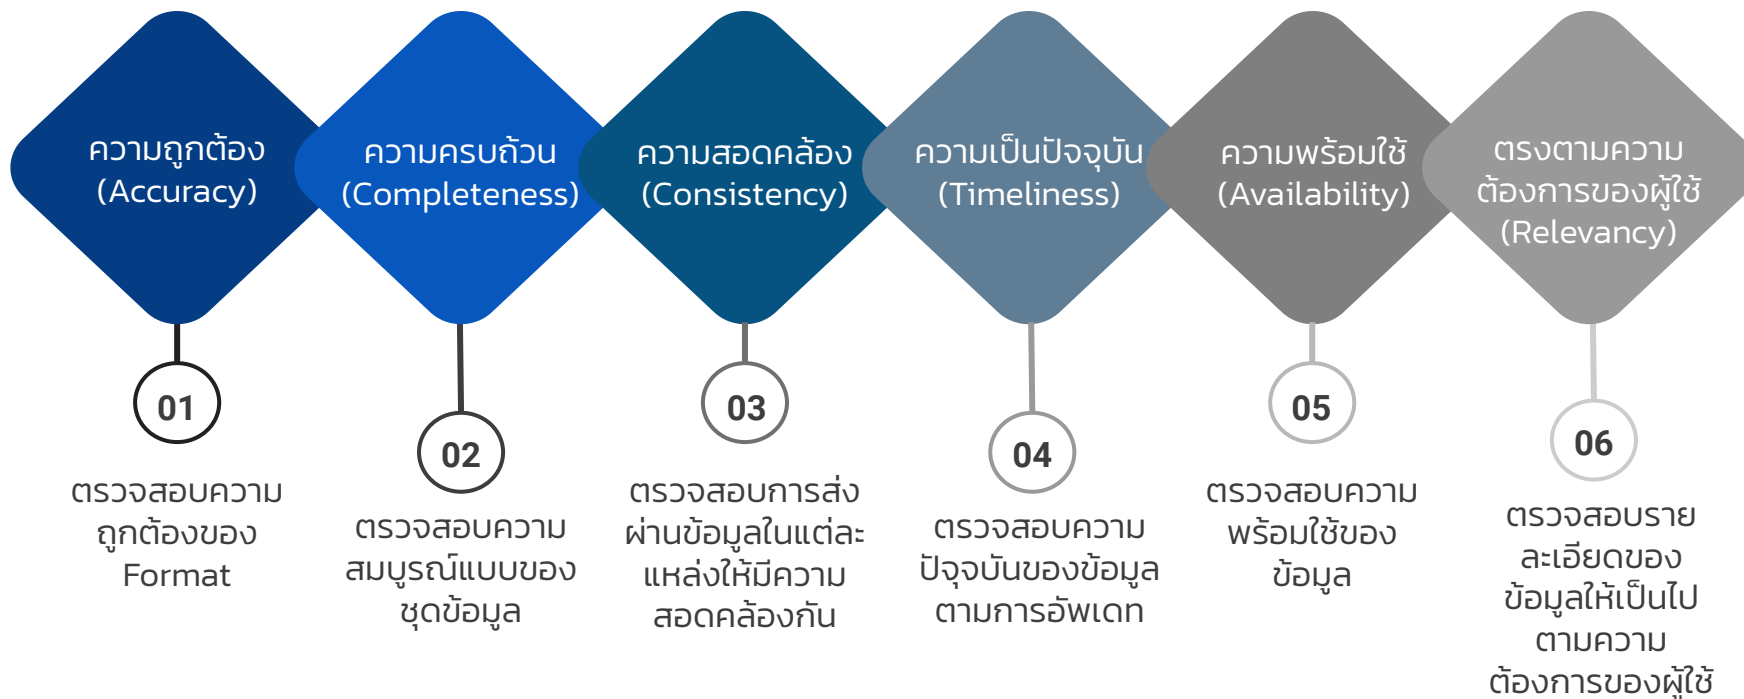 ความถูกต้อง
(Accuracy)
ความครบถ้วน
(Completeness)
ความสอดคล้อง
(Consistency)
ความเป็นปัจจุบัน
(Timeliness)
ความพร้อมใช้
(Availability)
ตรงตามความ
ต้องการของผู้ใช้
(Relevancy)
01
ตรวจสอบความ
ถูกต้องของ
Format
02
ตรวจสอบความ
สมบูรณ์แบบของ
ชุดข้อมูล
03
ตรวจสอบการส่ง
ผ่านข้อมูลในแต่ละ
แหล่งให้มีความ
สอดคล้องกัน
04
ตรวจสอบความ
ปัจจุบันของข้อมูล
ตามการอัพเดท
05
ตรวจสอบความ
พร้อมใช้ของ
ข้อมูล
06
ตรวจสอบราย
ละเอียดของ
ข้อมูลให้เป็นไป
ตามความ
ต้องการของผู้ใช้